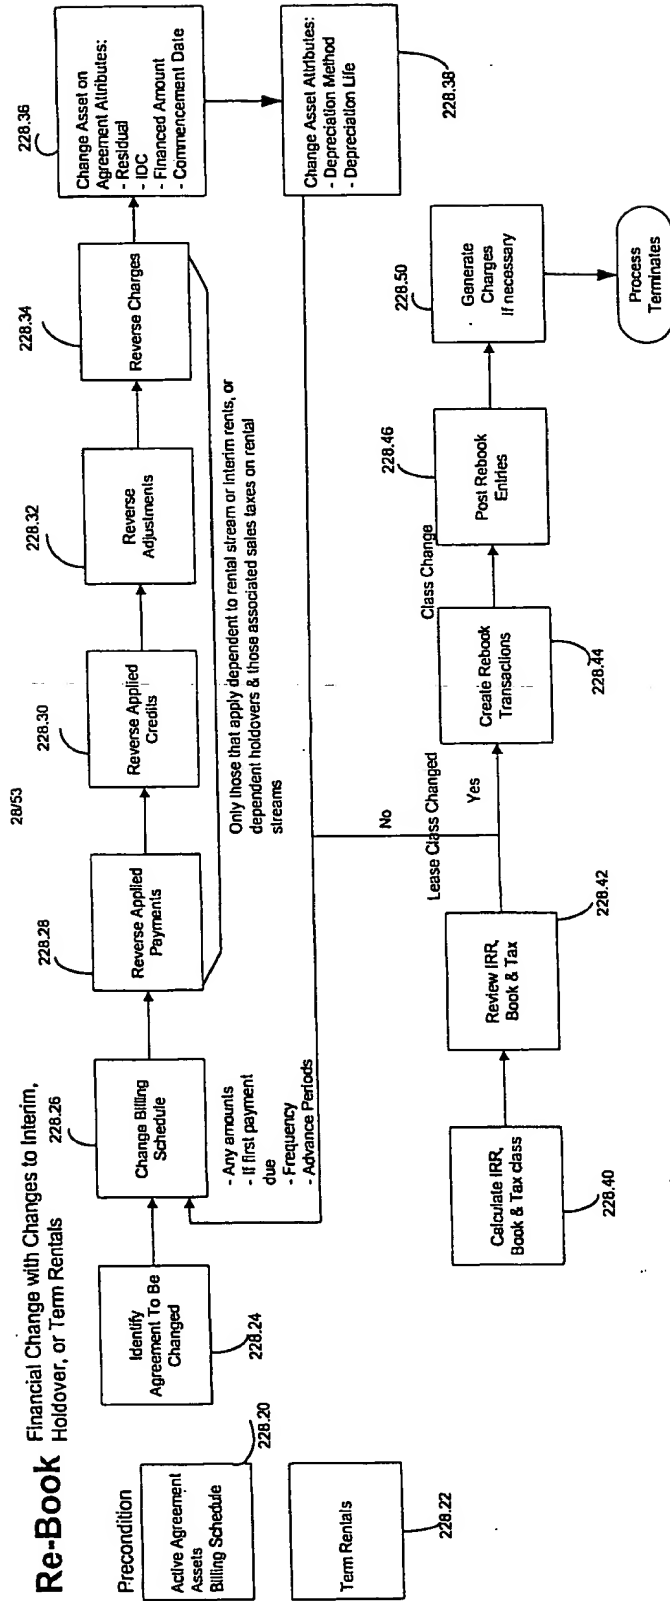 28/53
Re-Book Financial Change with Changes to Interim,
Holdover, or Term Rentals
Precondition
Active Agreement
Assets
Billing Schedule
228.20
Term Rentals
228.22
Identify
Agreement To Be
Changed
228.24
Change Billing
Schedule
228.26
- Any amounts
- If first payment
due
- Frequency
- Advance Periods
Reverse Applied
Payments
228.28
Reverse Applied
Credits
228.30
Reverse
Adjustments
228.32
Reverse Charges
228.34
Only those that apply dependent to rental stream or interim rents, or
dependent holdovers & those associated sales taxes on rental
streams
Change Asset on
Agreement Attributes:
- Residual
- IDC
- Financed Amount
- Commencement Date
228.36
Change Asset Attributes:
- Depreciation Method
- Depreciation Life
228.38
Calculate IRR,
Book & Tax class
228.40
Review IRR,
Book & Tax
228.42
Lease Class Changed
No
Yes
Create Rebook
Transactions
228.44
Class Change
Post Rebook
Entries
228.46
Generate
Charges
If necessary
228.50
Process
Terminates